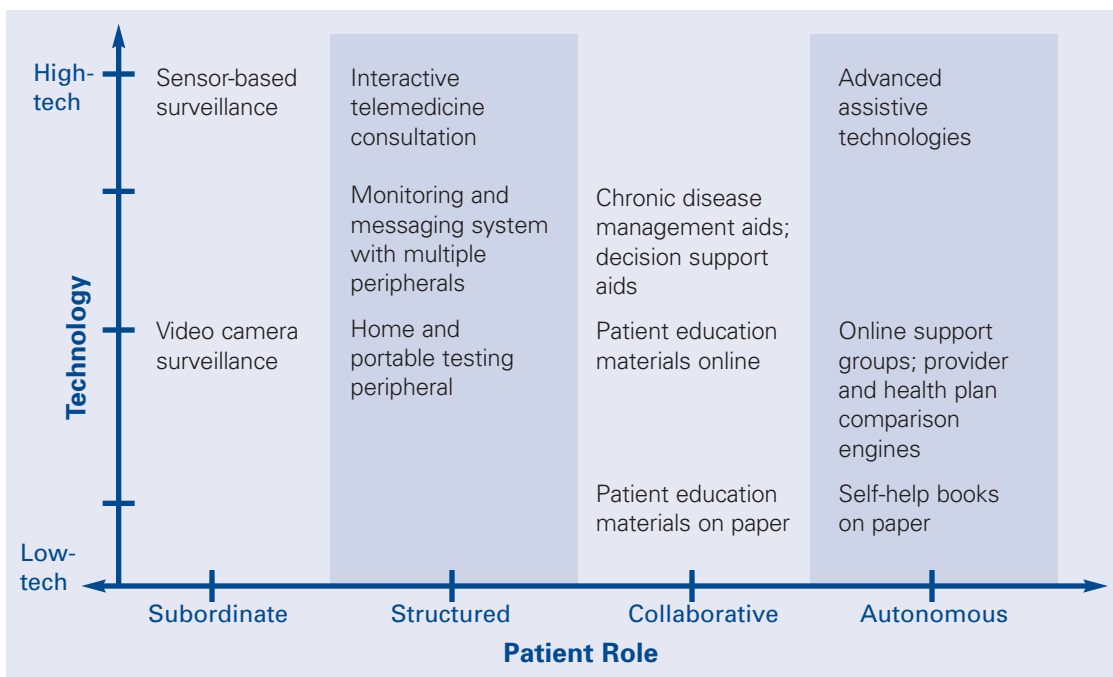 High-
tech
Sensor-based
surveillance
Interactive
telemedicine
consultation
Advanced
assistive
technologies
Monitoring and
messaging system
with multiple
peripherals
Chronic disease
management aids;
decision support
aids
Technology
Video camera
surveillance
Home and
portable testing
peripheral
Patient education
materials online
Online support
groups; provider
and health plan
comparison
engines
Patient education
materials on paper
Self-help books
on paper
Low-
tech
Subordinate
Structured
Collaborative
Autonomous
Patient Role